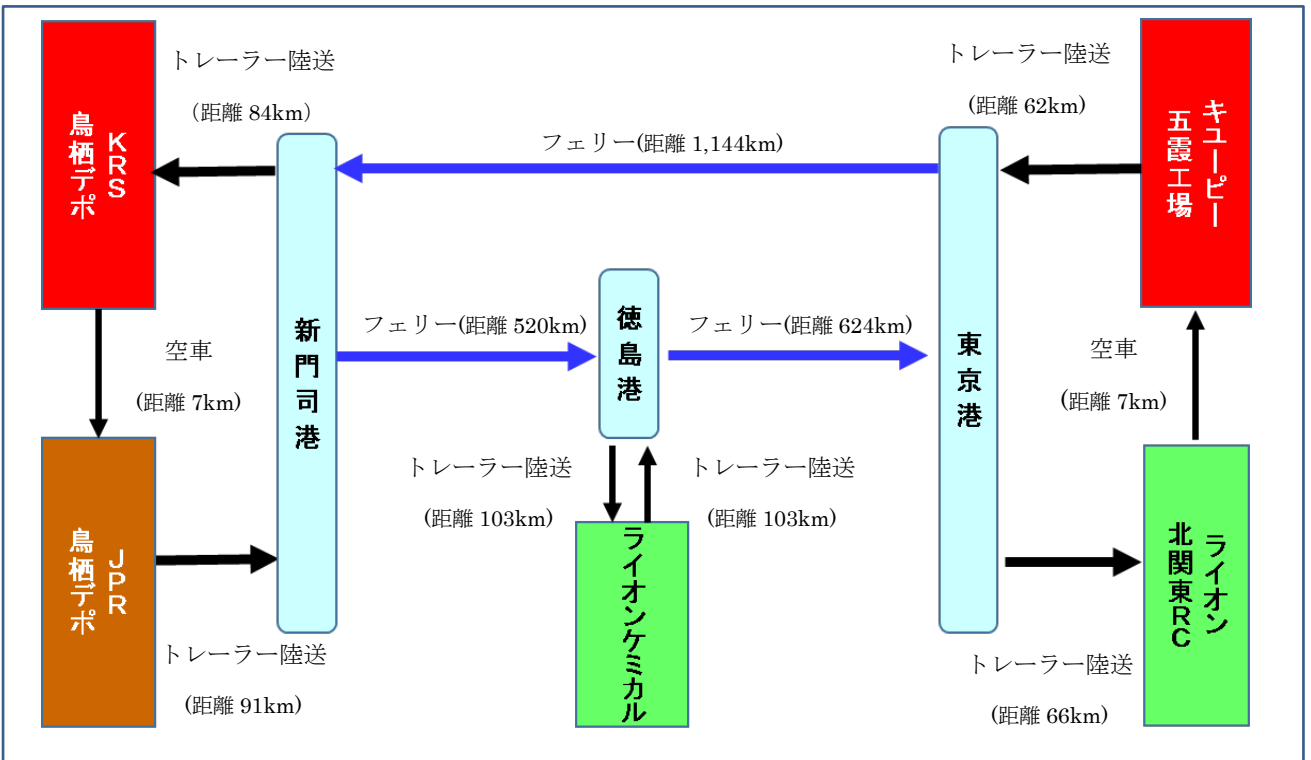 トレーラー陸送
(距離 84km)
KRS
鳥栖デポ
フェリー(距離 1,144km)
トレーラー陸送
(距離 62km)
キューピー
五霞工場
空車
(距離 7km)
新門司港
フェリー(距離 520km)
徳島港
フェリー(距離 624km)
東京港
空車
(距離 7km)
JPR
鳥栖デポ
トレーラー陸送
(距離 91km)
トレーラー陸送
(距離 103km)
トレーラー陸送
(距離 103km)
ライオンケミカル
トレーラー陸送
(距離 66km)
ライオン
北関東RC